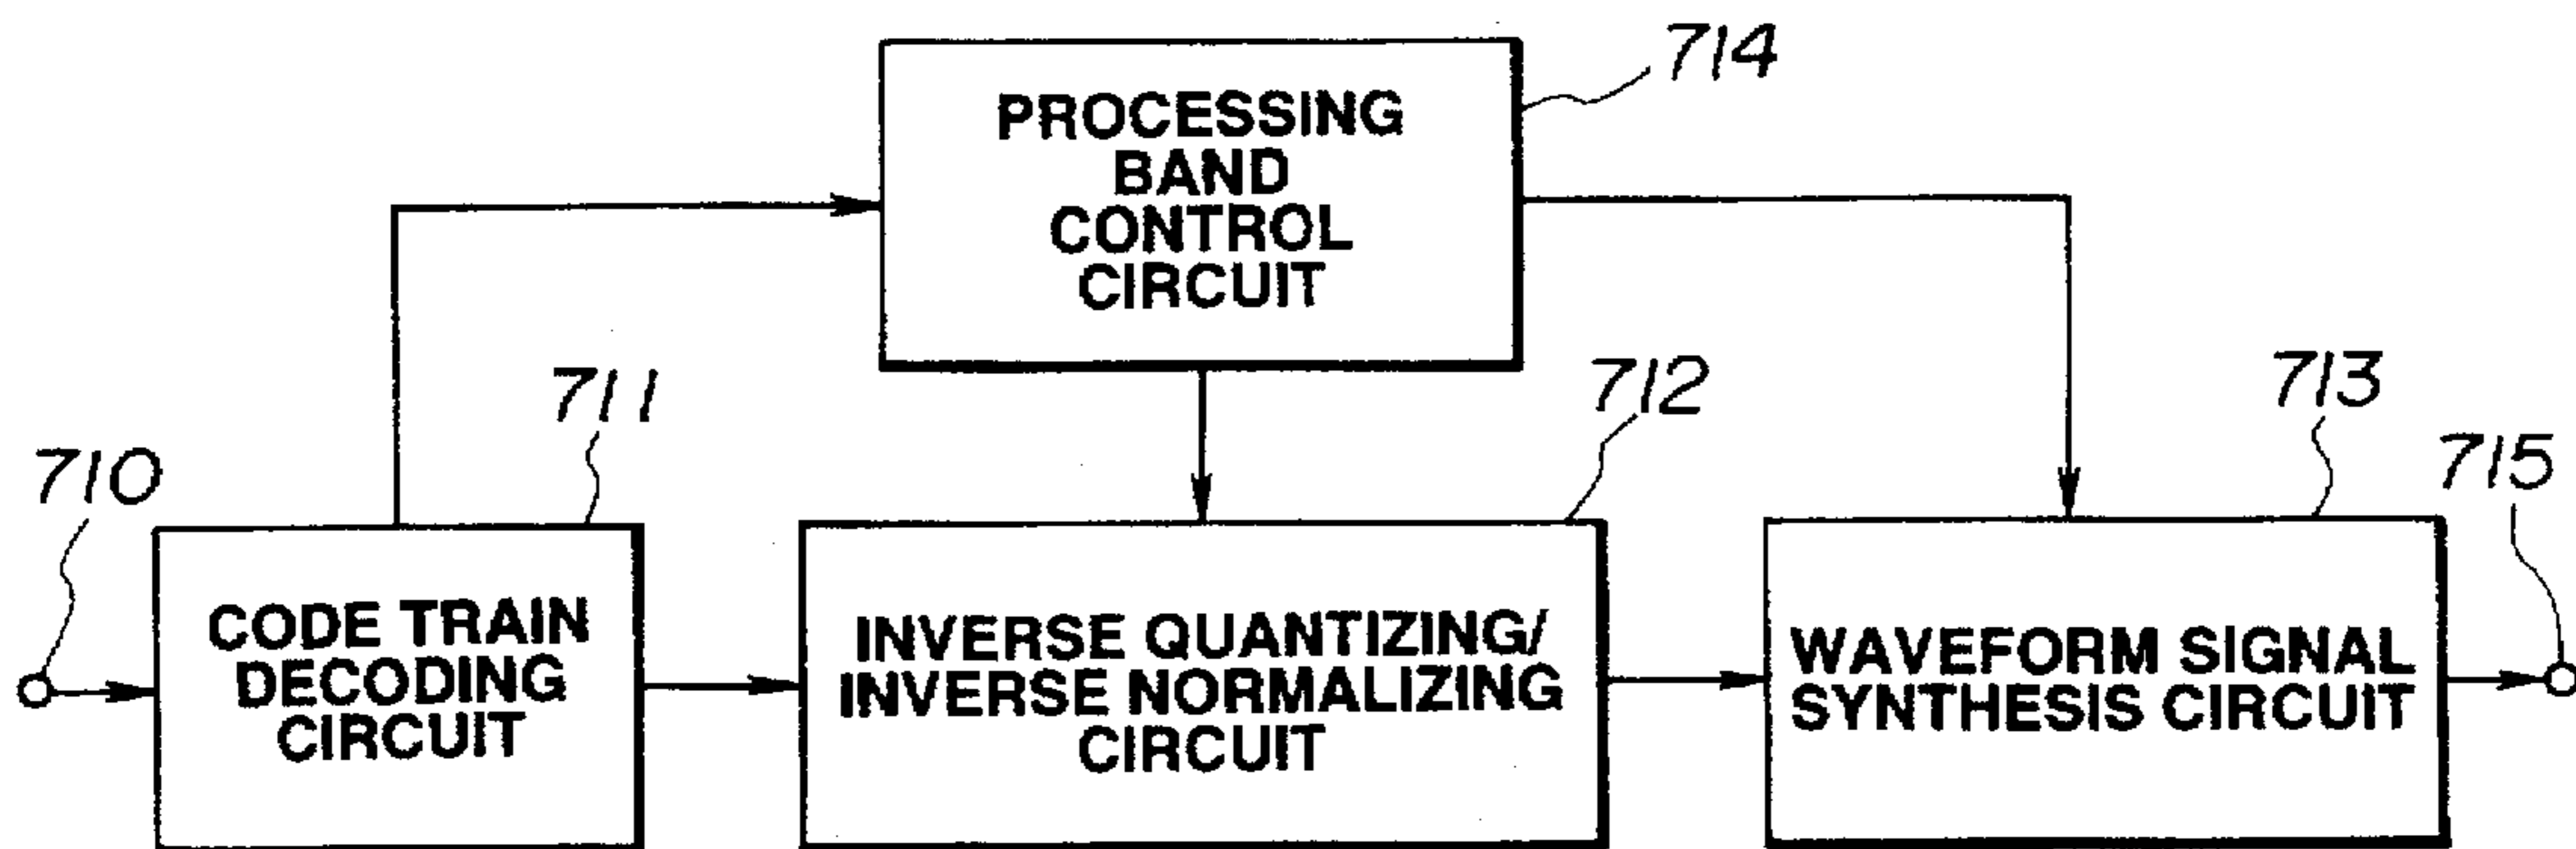 714
PROCESSING
BAND
CONTROL
CIRCUIT
710
711
712
713
715
CODE TRAIN
DECODING
CIRCUIT
INVERSE QUANTIZING/
INVERSE NORMALIZING
CIRCUIT
WAVEFORM SIGNAL
SYNTHESIS CIRCUIT